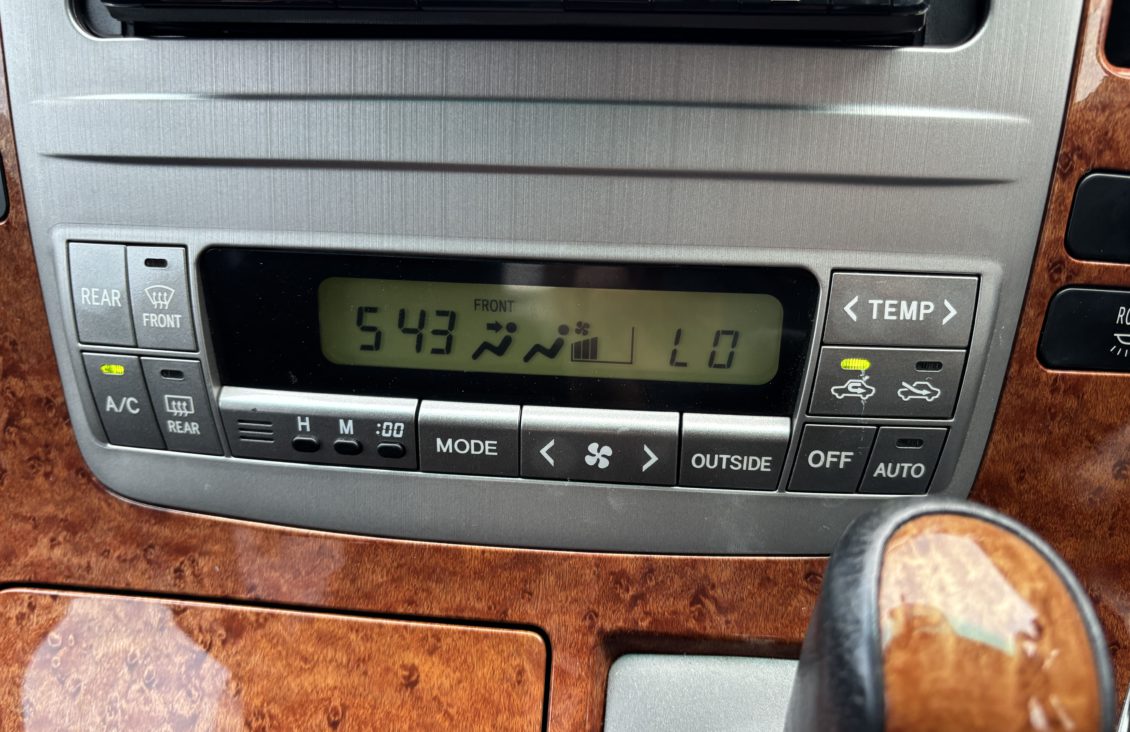 REAR
FRONT
A/C
REAR
5 43
FRONT
LO
H M :00
MODE
< >
OUTSIDE
< TEMP >
OFF
AUTO